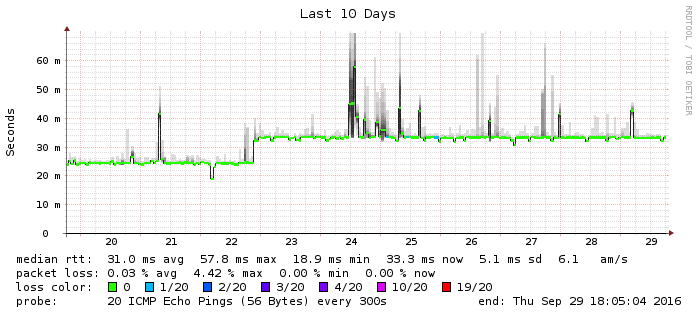 Last 10 Days
RRDTOOL / TOBI OETIKER
Seconds
60 m
50 m
40 m
30 m
20 m
10 m
0
20 21 22 23 24 25 26 27 28 29
median rtt: 31.0 ms avg 57.8 ms max 18.9 ms min 33.3 ms now 5.1 ms sd 6.1 am/s
packet loss: 0.03 % avg 4.42 % max 0.00 % min 0.00 % now
loss color: 0 1/20 2/20 3/20 4/20 10/20 19/20
probe: 20 ICMP Echo Pings (56 Bytes) every 300s end: Thu Sep 29 18:05:04 2016